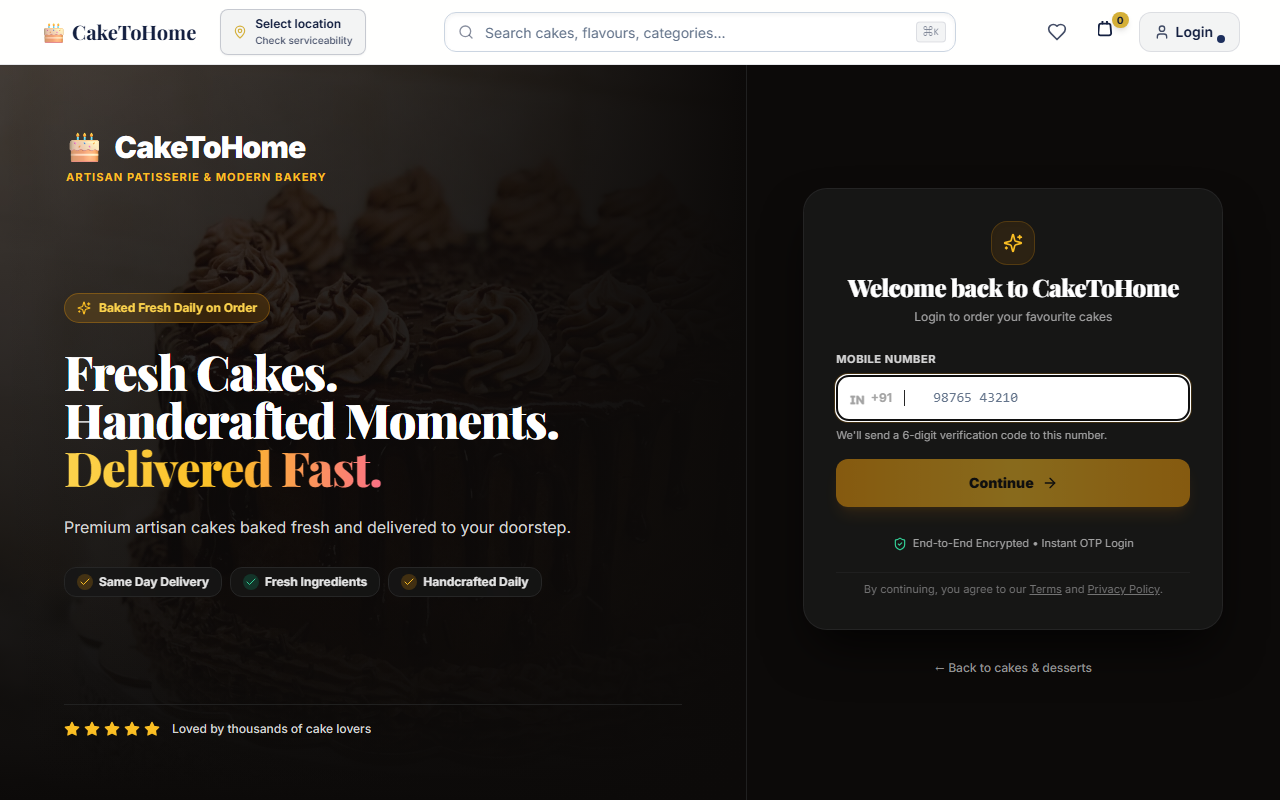 CakeToHome
Select location
Check serviceability
Search cakes, flavours, categories...
⌘K
0
Login
CakeToHome
ARTISAN PATISSERIE & MODERN BAKERY
Baked Fresh Daily on Order
Fresh Cakes.
Handcrafted Moments.
Delivered Fast.
Premium artisan cakes baked fresh and delivered to your doorstep.
Same Day Delivery
Fresh Ingredients
Handcrafted Daily
Loved by thousands of cake lovers
Welcome back to CakeToHome
Login to order your favourite cakes
MOBILE NUMBER
IN +91 98765 43210
We'll send a 6-digit verification code to this number.
Continue →
End-to-End Encrypted • Instant OTP Login
By continuing, you agree to our Terms and Privacy Policy.
← Back to cakes & desserts